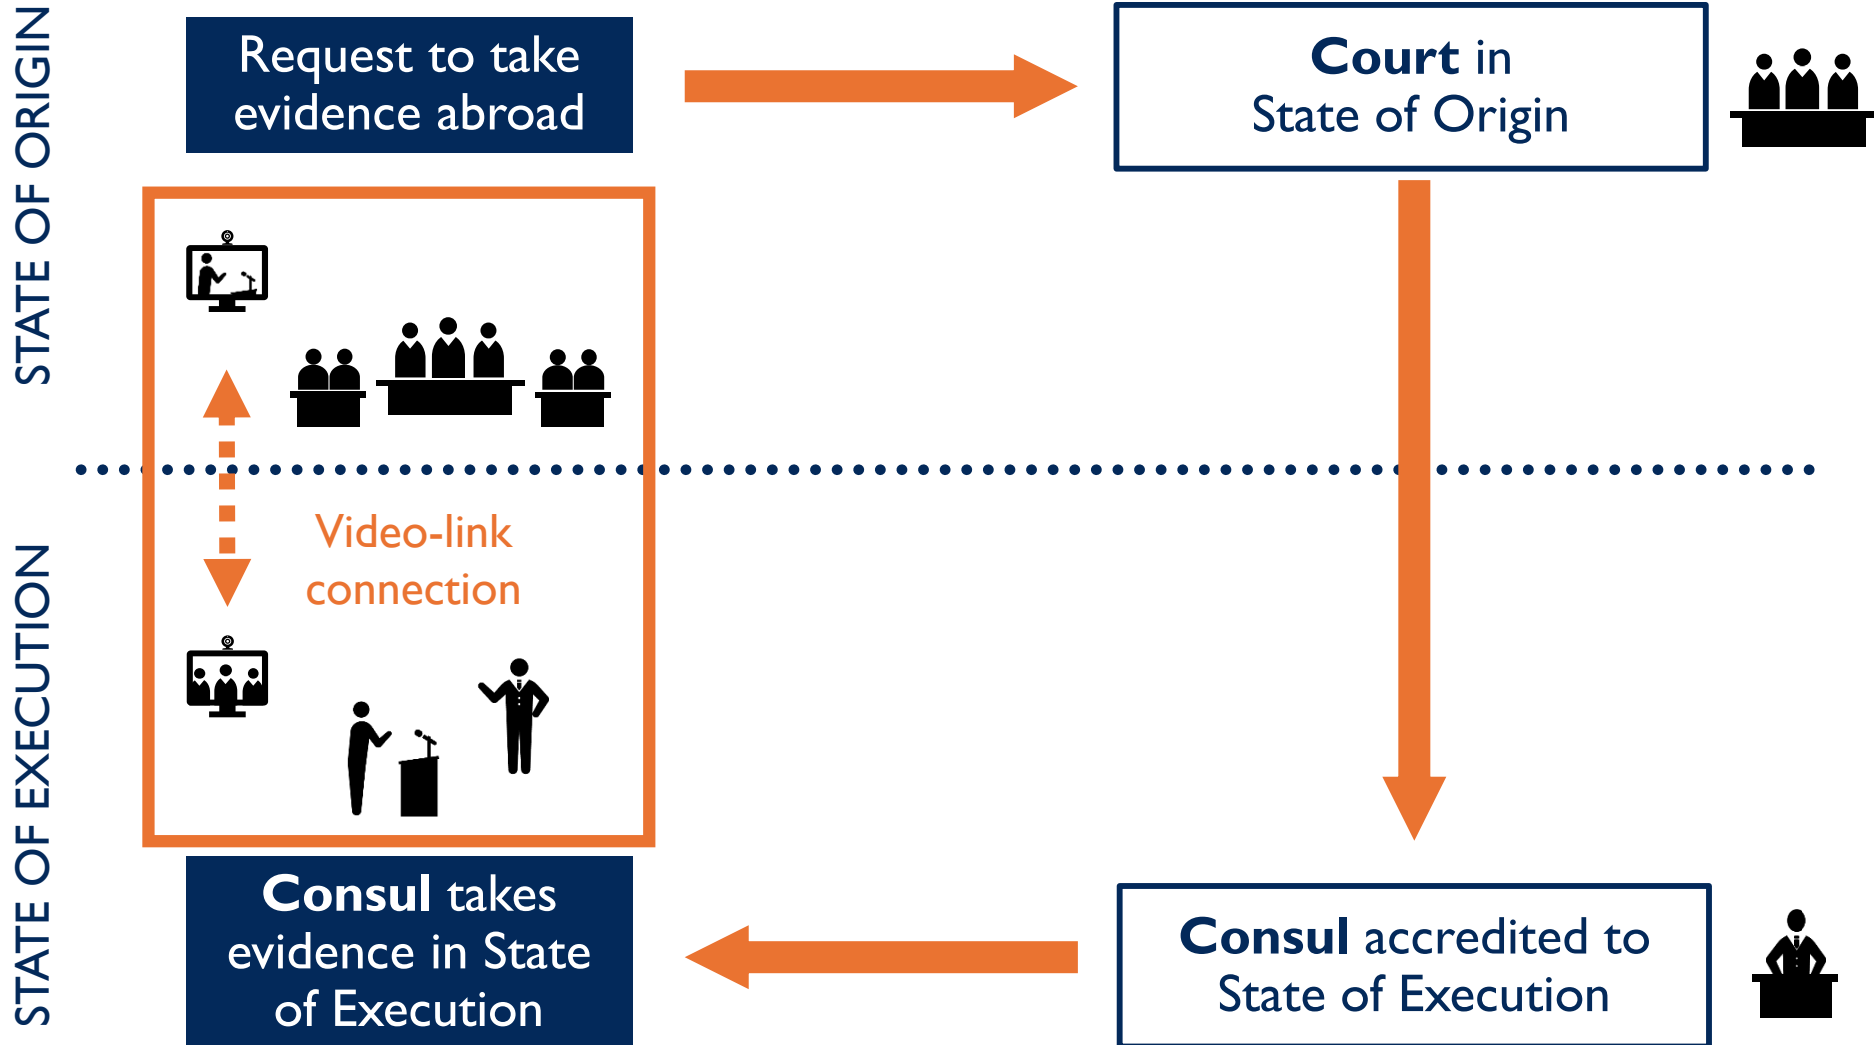 STATE OF ORIGIN
Request to take
evidence abroad
Court in
State of Origin
Video-link
connection
STATE OF EXECUTION
Consul takes
evidence in State
of Execution
Consul accredited to
State of Execution